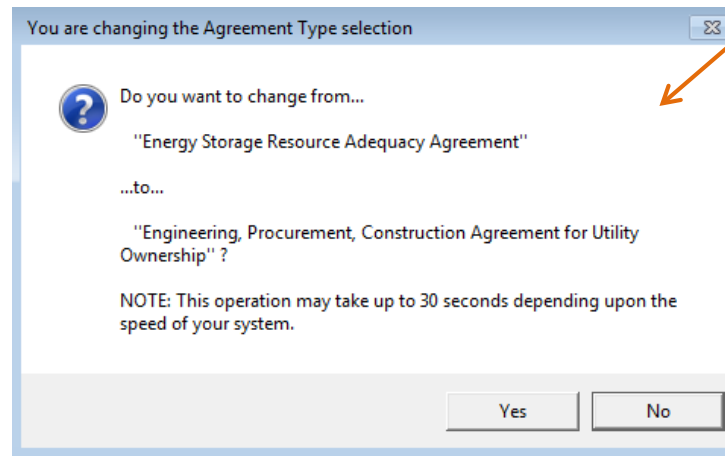 You are changing the Agreement Type selection
Do you want to change from...
"Energy Storage Resource Adequacy Agreement"
...to...
"Engineering, Procurement, Construction Agreement for Utility
Ownership" ?
NOTE: This operation may take up to 30 seconds depending upon the
speed of your system.
Yes
No